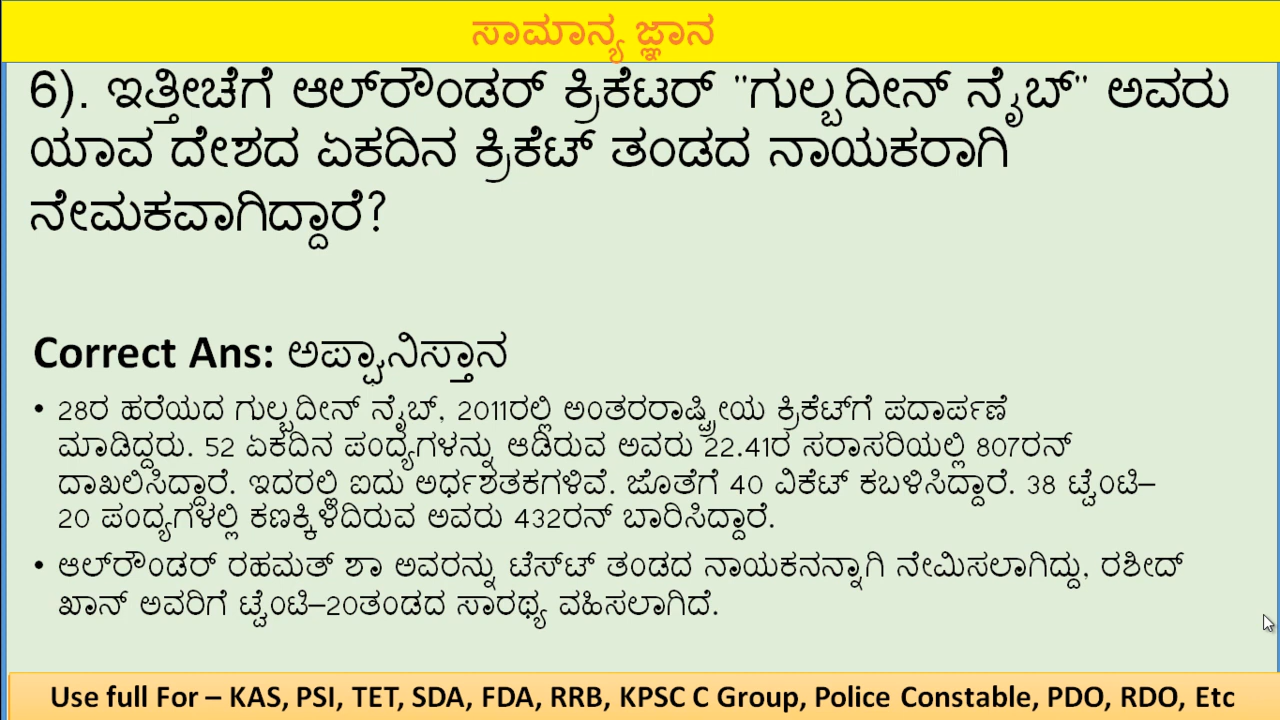 ಸಾಮಾನ್ಯ ಜ್ಞಾನ
6). ಇತ್ತೀಚೆಗೆ ಆಲ್‌ರೌಂಡರ್ ಕ್ರಿಕೆಟರ್ "ಗುಲ್ಬದೀನ್ ನೈಬ್" ಅವರು
ಯಾವ ದೇಶದ ಏಕದಿನ ಕ್ರಿಕೆಟ್ ತಂಡದ ನಾಯಕರಾಗಿ
ನೇಮಕವಾಗಿದ್ದಾರೆ?
Correct Ans: ಅಪ್ಘಾನಿಸ್ತಾನ
• 28ರ ಹರೆಯದ ಗುಲ್ಬದೀನ್ ನೈಬ್, 2011ರಲ್ಲಿ ಅಂತರರಾಷ್ಟ್ರೀಯ ಕ್ರಿಕೆಟ್‌ಗೆ ಪದಾರ್ಪಣೆ
ಮಾಡಿದ್ದರು. 52 ಏಕದಿನ ಪಂದ್ಯಗಳನ್ನು ಆಡಿರುವ ಅವರು 22.41ರ ಸರಾಸರಿಯಲ್ಲಿ 807ರನ್
ದಾಖಲಿಸಿದ್ದಾರೆ. ಇದರಲ್ಲಿ ಐದು ಅರ್ಧಶತಕಗಳಿವೆ. ಜೊತೆಗೆ 40 ವಿಕೆಟ್ ಕಬಳಿಸಿದ್ದಾರೆ. 38 ಟ್ವೆಂಟಿ–
20 ಪಂದ್ಯಗಳಲ್ಲಿ ಕಣಕ್ಕಿಳಿದಿರುವ ಅವರು 432ರನ್ ಬಾರಿಸಿದ್ದಾರೆ.
• ಆಲ್‌ರೌಂಡರ್ ರಹಮತ್ ಶಾ ಅವರನ್ನು ಟೆಸ್ಟ್ ತಂಡದ ನಾಯಕನನ್ನಾಗಿ ನೇಮಿಸಲಾಗಿದ್ದು, ರಶೀದ್
ಖಾನ್ ಅವರಿಗೆ ಟ್ವೆಂಟಿ–20ತಂಡದ ಸಾರಥ್ಯ ವಹಿಸಲಾಗಿದೆ.
Use full For – KAS, PSI, TET, SDA, FDA, RRB, KPSC C Group, Police Constable, PDO, RDO, Etc